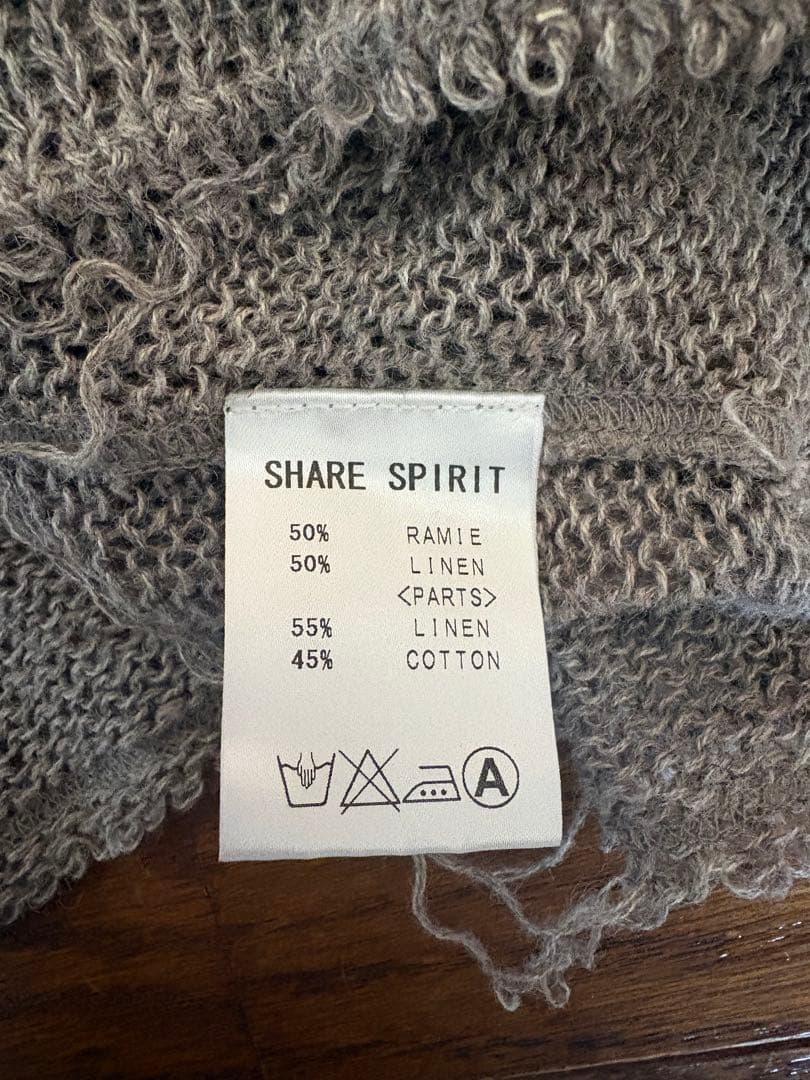 SHARE SPIRIT
50% RAMIE
50% LINEN
<PARTS>
55% LINEN
45% COTTON
A